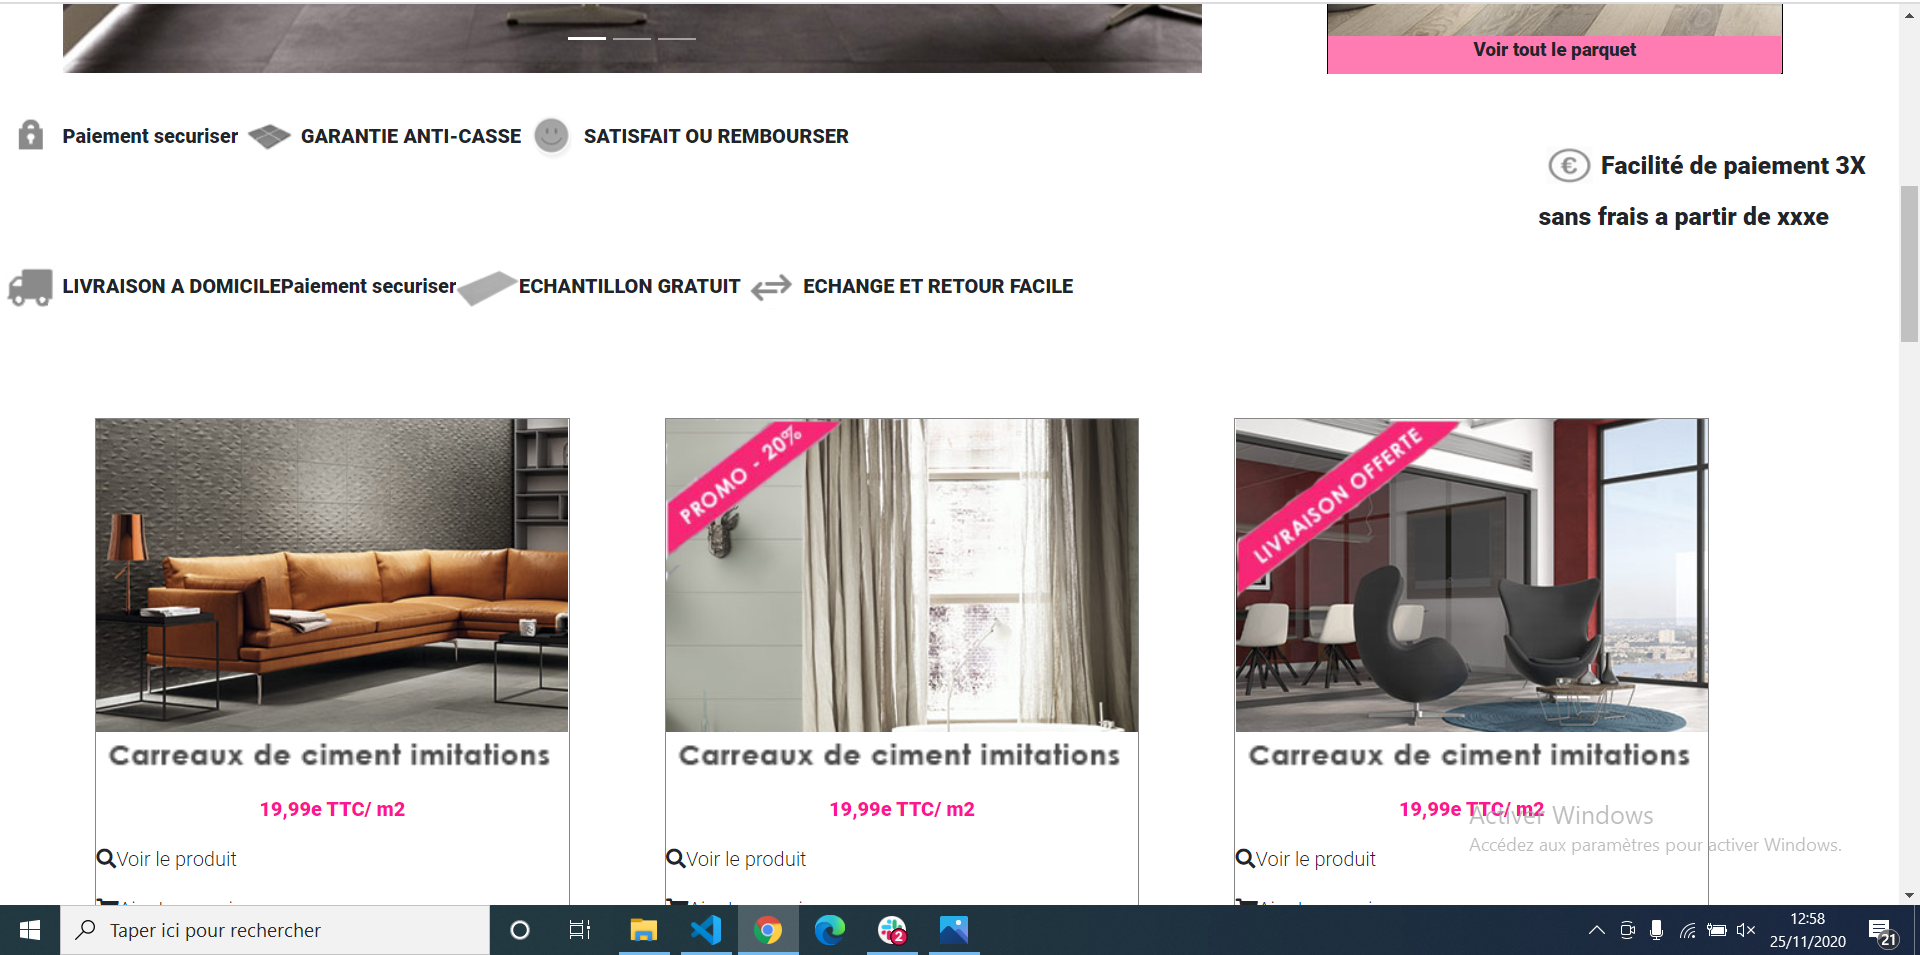 Voir tout le parquet
Paiement securiser GARANTIE ANTI-CASSE SATISFAIT OU REMBOURSER
€ Facilité de paiement 3X
sans frais a partir de xxxe
LIVRAISON A DOMICILEPaiement securiser ECHANTILLON GRATUIT ECHANGE ET RETOUR FACILE
PROMO - 20%
LIVRAISON OFFERTE
Carreaux de ciment imitations
Carreaux de ciment imitations
Carreaux de ciment imitations
19,99e TTC/ m2
19,99e TTC/ m2
19,99e TTC/ m2
Activer Windows
Accédez aux paramètres pour activer Windows.
Voir le produit
Voir le produit
Voir le produit
Taper ici pour rechercher
2
12:58
25/11/2020
21